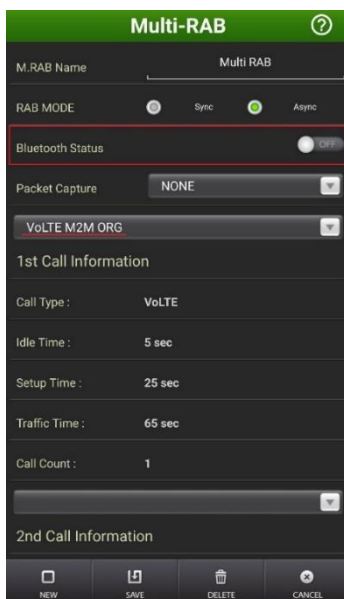 Multi-RAB ?
M.RAB Name Multi RAB
RAB MODE Sync Async
Bluetooth Status OFF
Packet Capture NONE
VoLTE M2M ORG
1st Call Information
Call Type : VoLTE
Idle Time : 5 sec
Setup Time : 25 sec
Traffic Time : 65 sec
Call Count : 1
2nd Call Information
NEW SAVE DELETE CANCEL